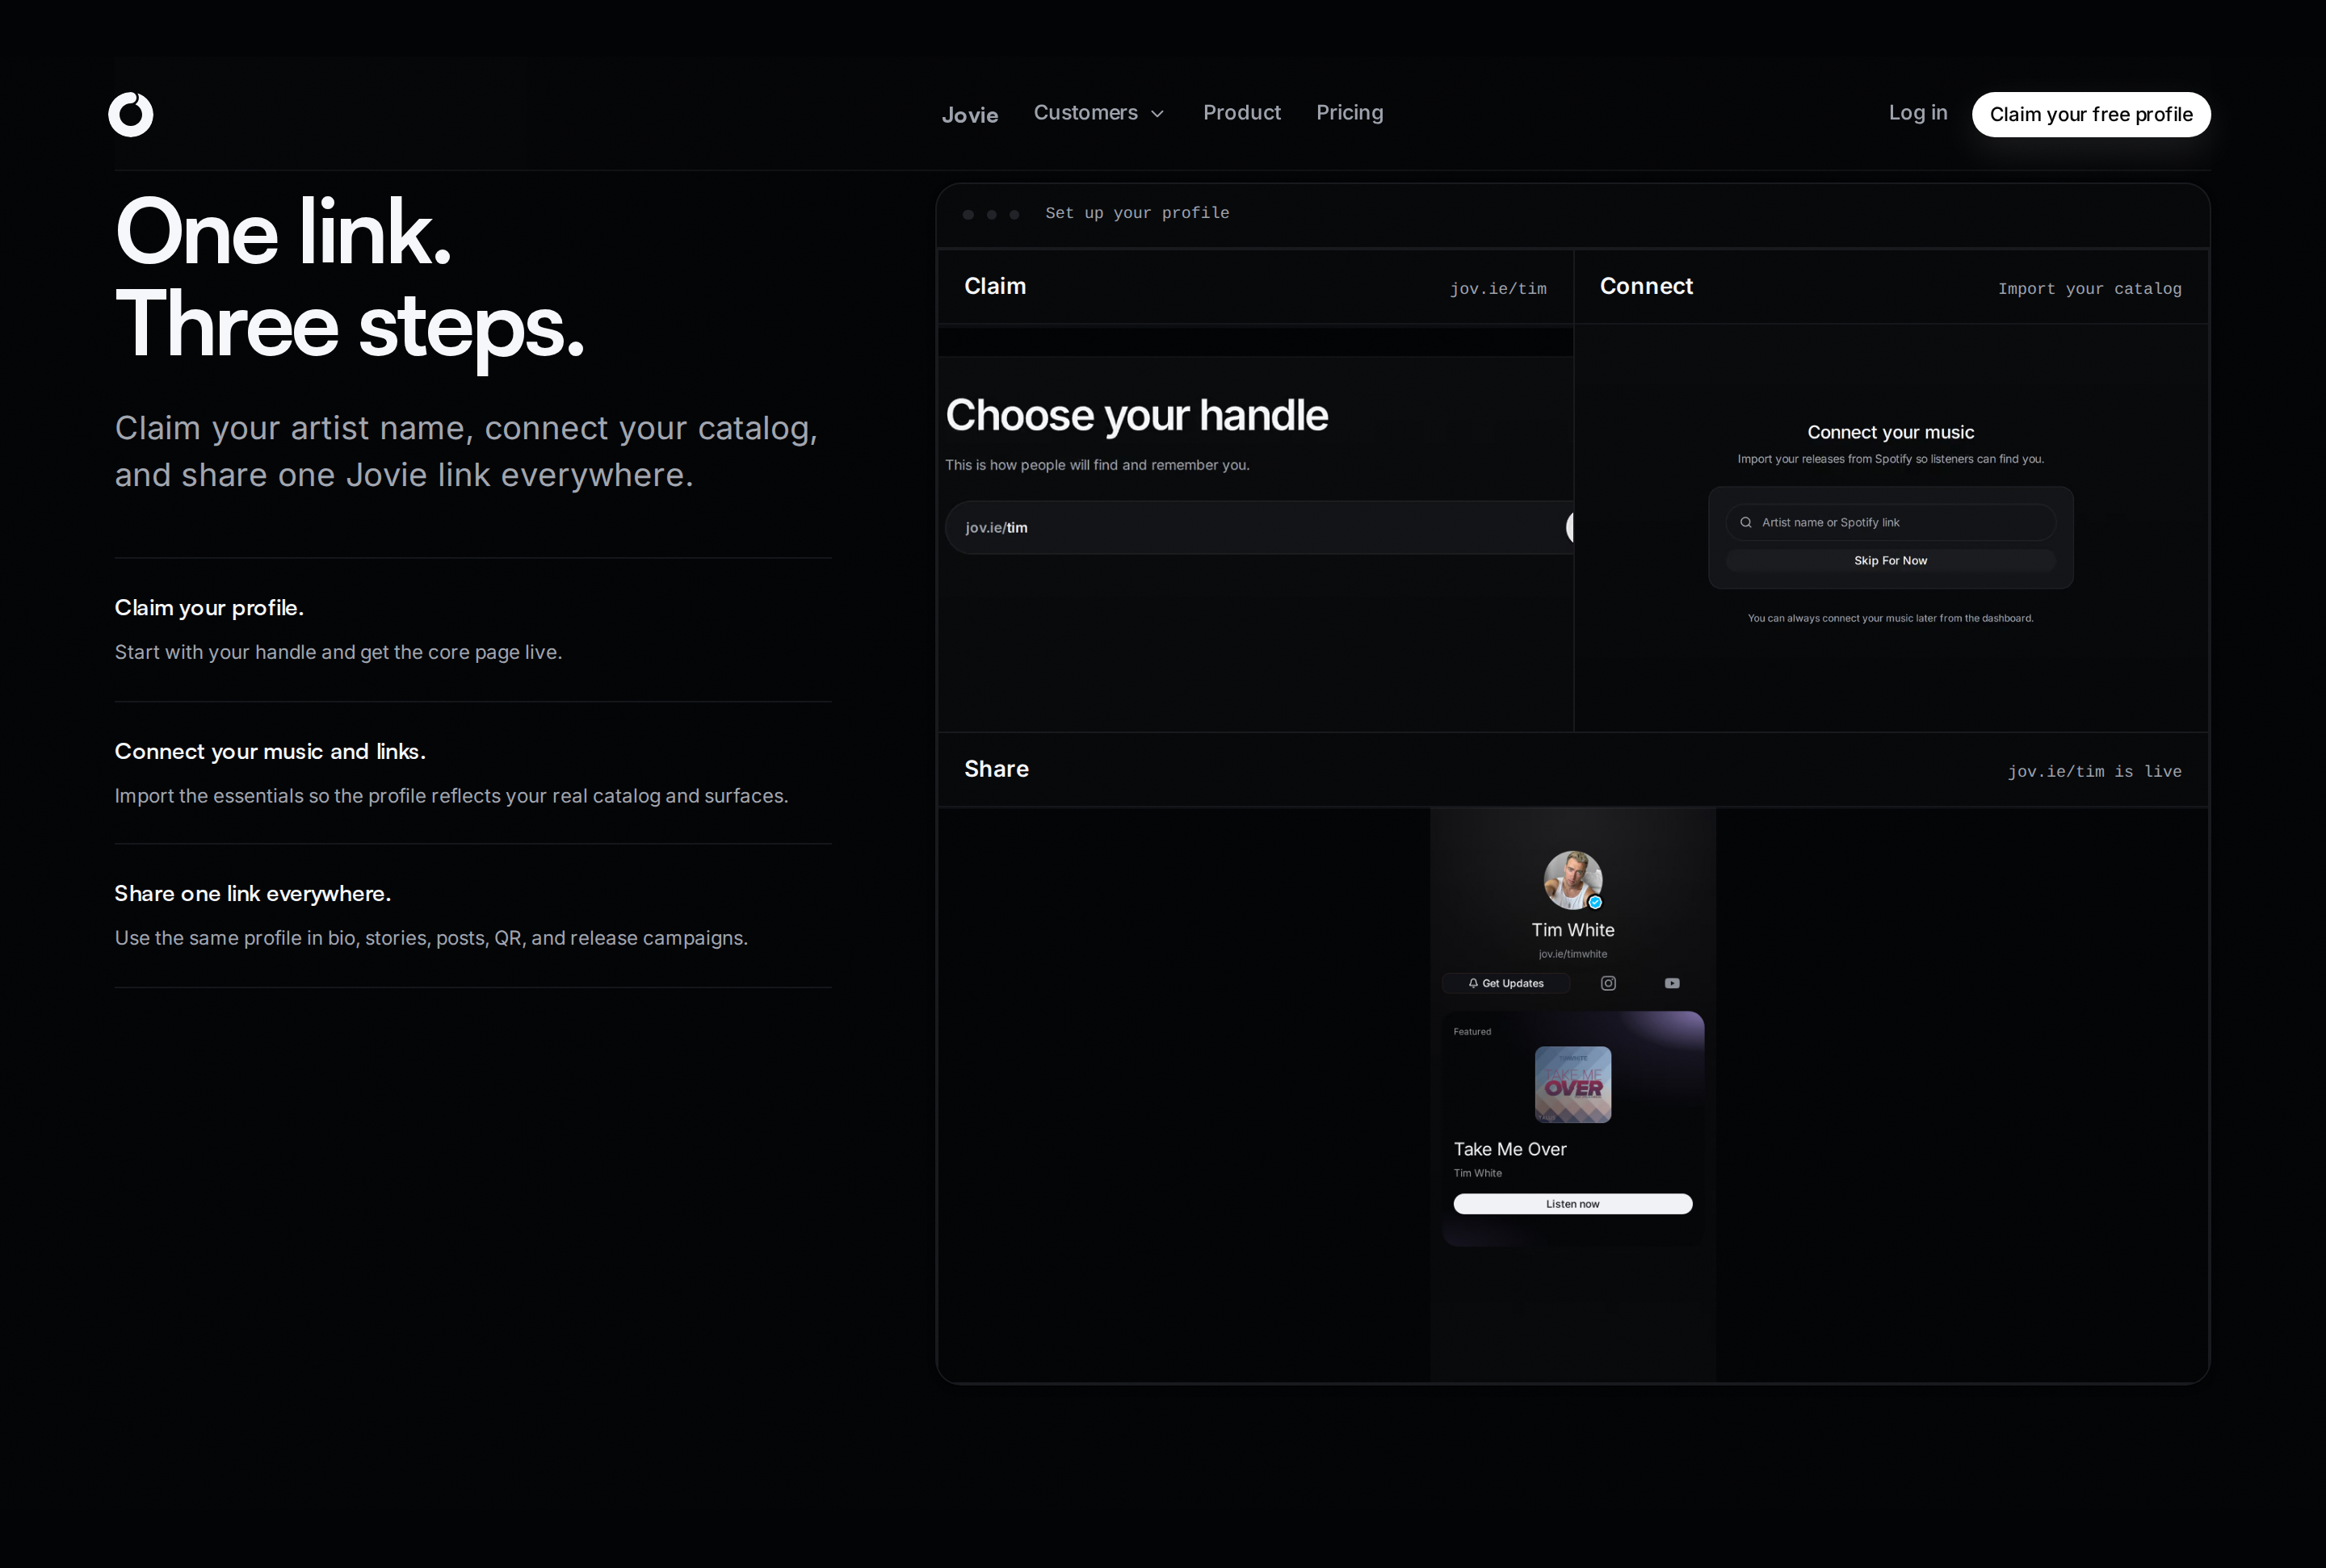 Jovie
Customers
Product
Pricing
Log in
Claim your free profile
One link.
Three steps.
Claim your artist name, connect your catalog,
and share one Jovie link everywhere.
Claim your profile.
Start with your handle and get the core page live.
Connect your music and links.
Import the essentials so the profile reflects your real catalog and surfaces.
Share one link everywhere.
Use the same profile in bio, stories, posts, QR, and release campaigns.
Set up your profile
Claim
jov.ie/tim
Choose your handle
This is how people will find and remember you.
jov.ie/tim
Connect
Import your catalog
Connect your music
Import your releases from Spotify so listeners can find you.
Artist name or Spotify link
Skip For Now
You can always connect your music later from the dashboard.
Share
jov.ie/tim is live
Tim White
jov.ie/timwhite
Get Updates
Featured
TAKE ME
OVER
Take Me Over
Tim White
Listen now